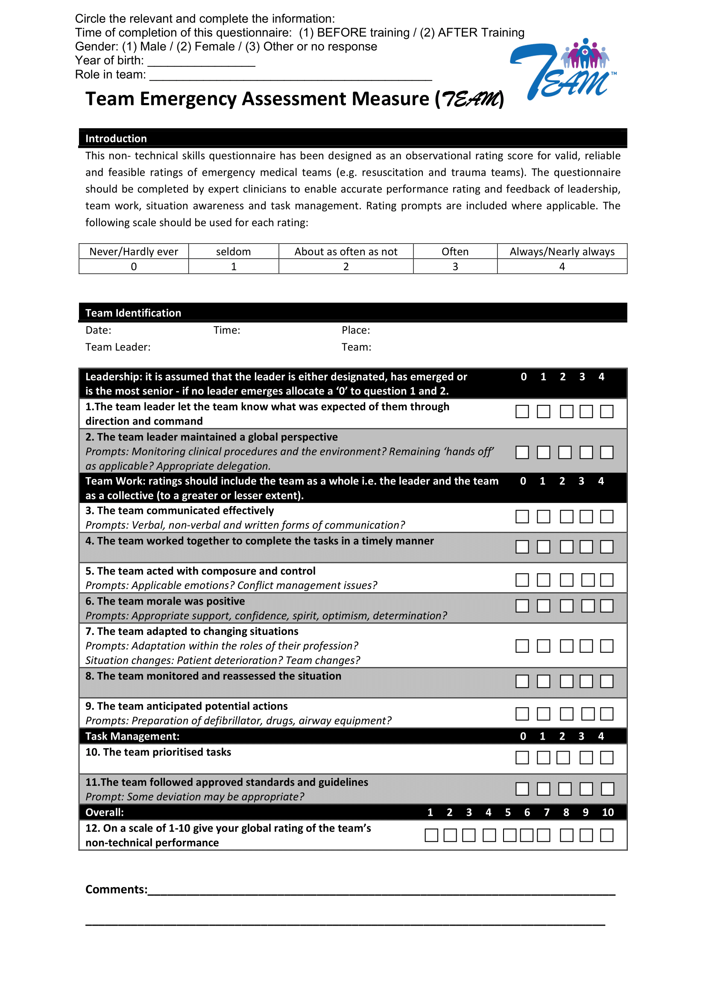 Circle the relevant and complete the information:
Time of completion of this questionnaire:  (1) BEFORE training / (2) AFTER Training
Gender: (1) Male / (2) Female / (3) Other or no response
Year of birth: ________________
Role in team: __________________________________________
TEAM™
Team Emergency Assessment Measure (TEAM)
Introduction
This non- technical skills questionnaire has been designed as an observational rating score for valid, reliable
and feasible ratings of emergency medical teams (e.g. resuscitation and trauma teams). The questionnaire
should be completed by expert clinicians to enable accurate performance rating and feedback of leadership,
team work, situation awareness and task management. Rating prompts are included where applicable. The
following scale should be used for each rating:
Never/Hardly ever seldom About as often as not Often Always/Nearly always
0 1 2 3 4
Team Identification
Date: Time: Place:
Team Leader: Team:
Leadership: it is assumed that the leader is either designated, has emerged or 0 1 2 3 4
is the most senior - if no leader emerges allocate a ‘0’ to question 1 and 2.
1.The team leader let the team know what was expected of them through
direction and command
2. The team leader maintained a global perspective
Prompts: Monitoring clinical procedures and the environment? Remaining ‘hands off’
as applicable? Appropriate delegation.
Team Work: ratings should include the team as a whole i.e. the leader and the team 0 1 2 3 4
as a collective (to a greater or lesser extent).
3. The team communicated effectively
Prompts: Verbal, non-verbal and written forms of communication?
4. The team worked together to complete the tasks in a timely manner
5. The team acted with composure and control
Prompts: Applicable emotions? Conflict management issues?
6. The team morale was positive
Prompts: Appropriate support, confidence, spirit, optimism, determination?
7. The team adapted to changing situations
Prompts: Adaptation within the roles of their profession?
Situation changes: Patient deterioration? Team changes?
8. The team monitored and reassessed the situation
9. The team anticipated potential actions
Prompts: Preparation of defibrillator, drugs, airway equipment?
Task Management: 0 1 2 3 4
10. The team prioritised tasks
11.The team followed approved standards and guidelines
Prompt: Some deviation may be appropriate?
Overall: 1 2 3 4 5 6 7 8 9 10
12. On a scale of 1-10 give your global rating of the team’s
non-technical performance
Comments:______________________________________________________________________
______________________________________________________________________________